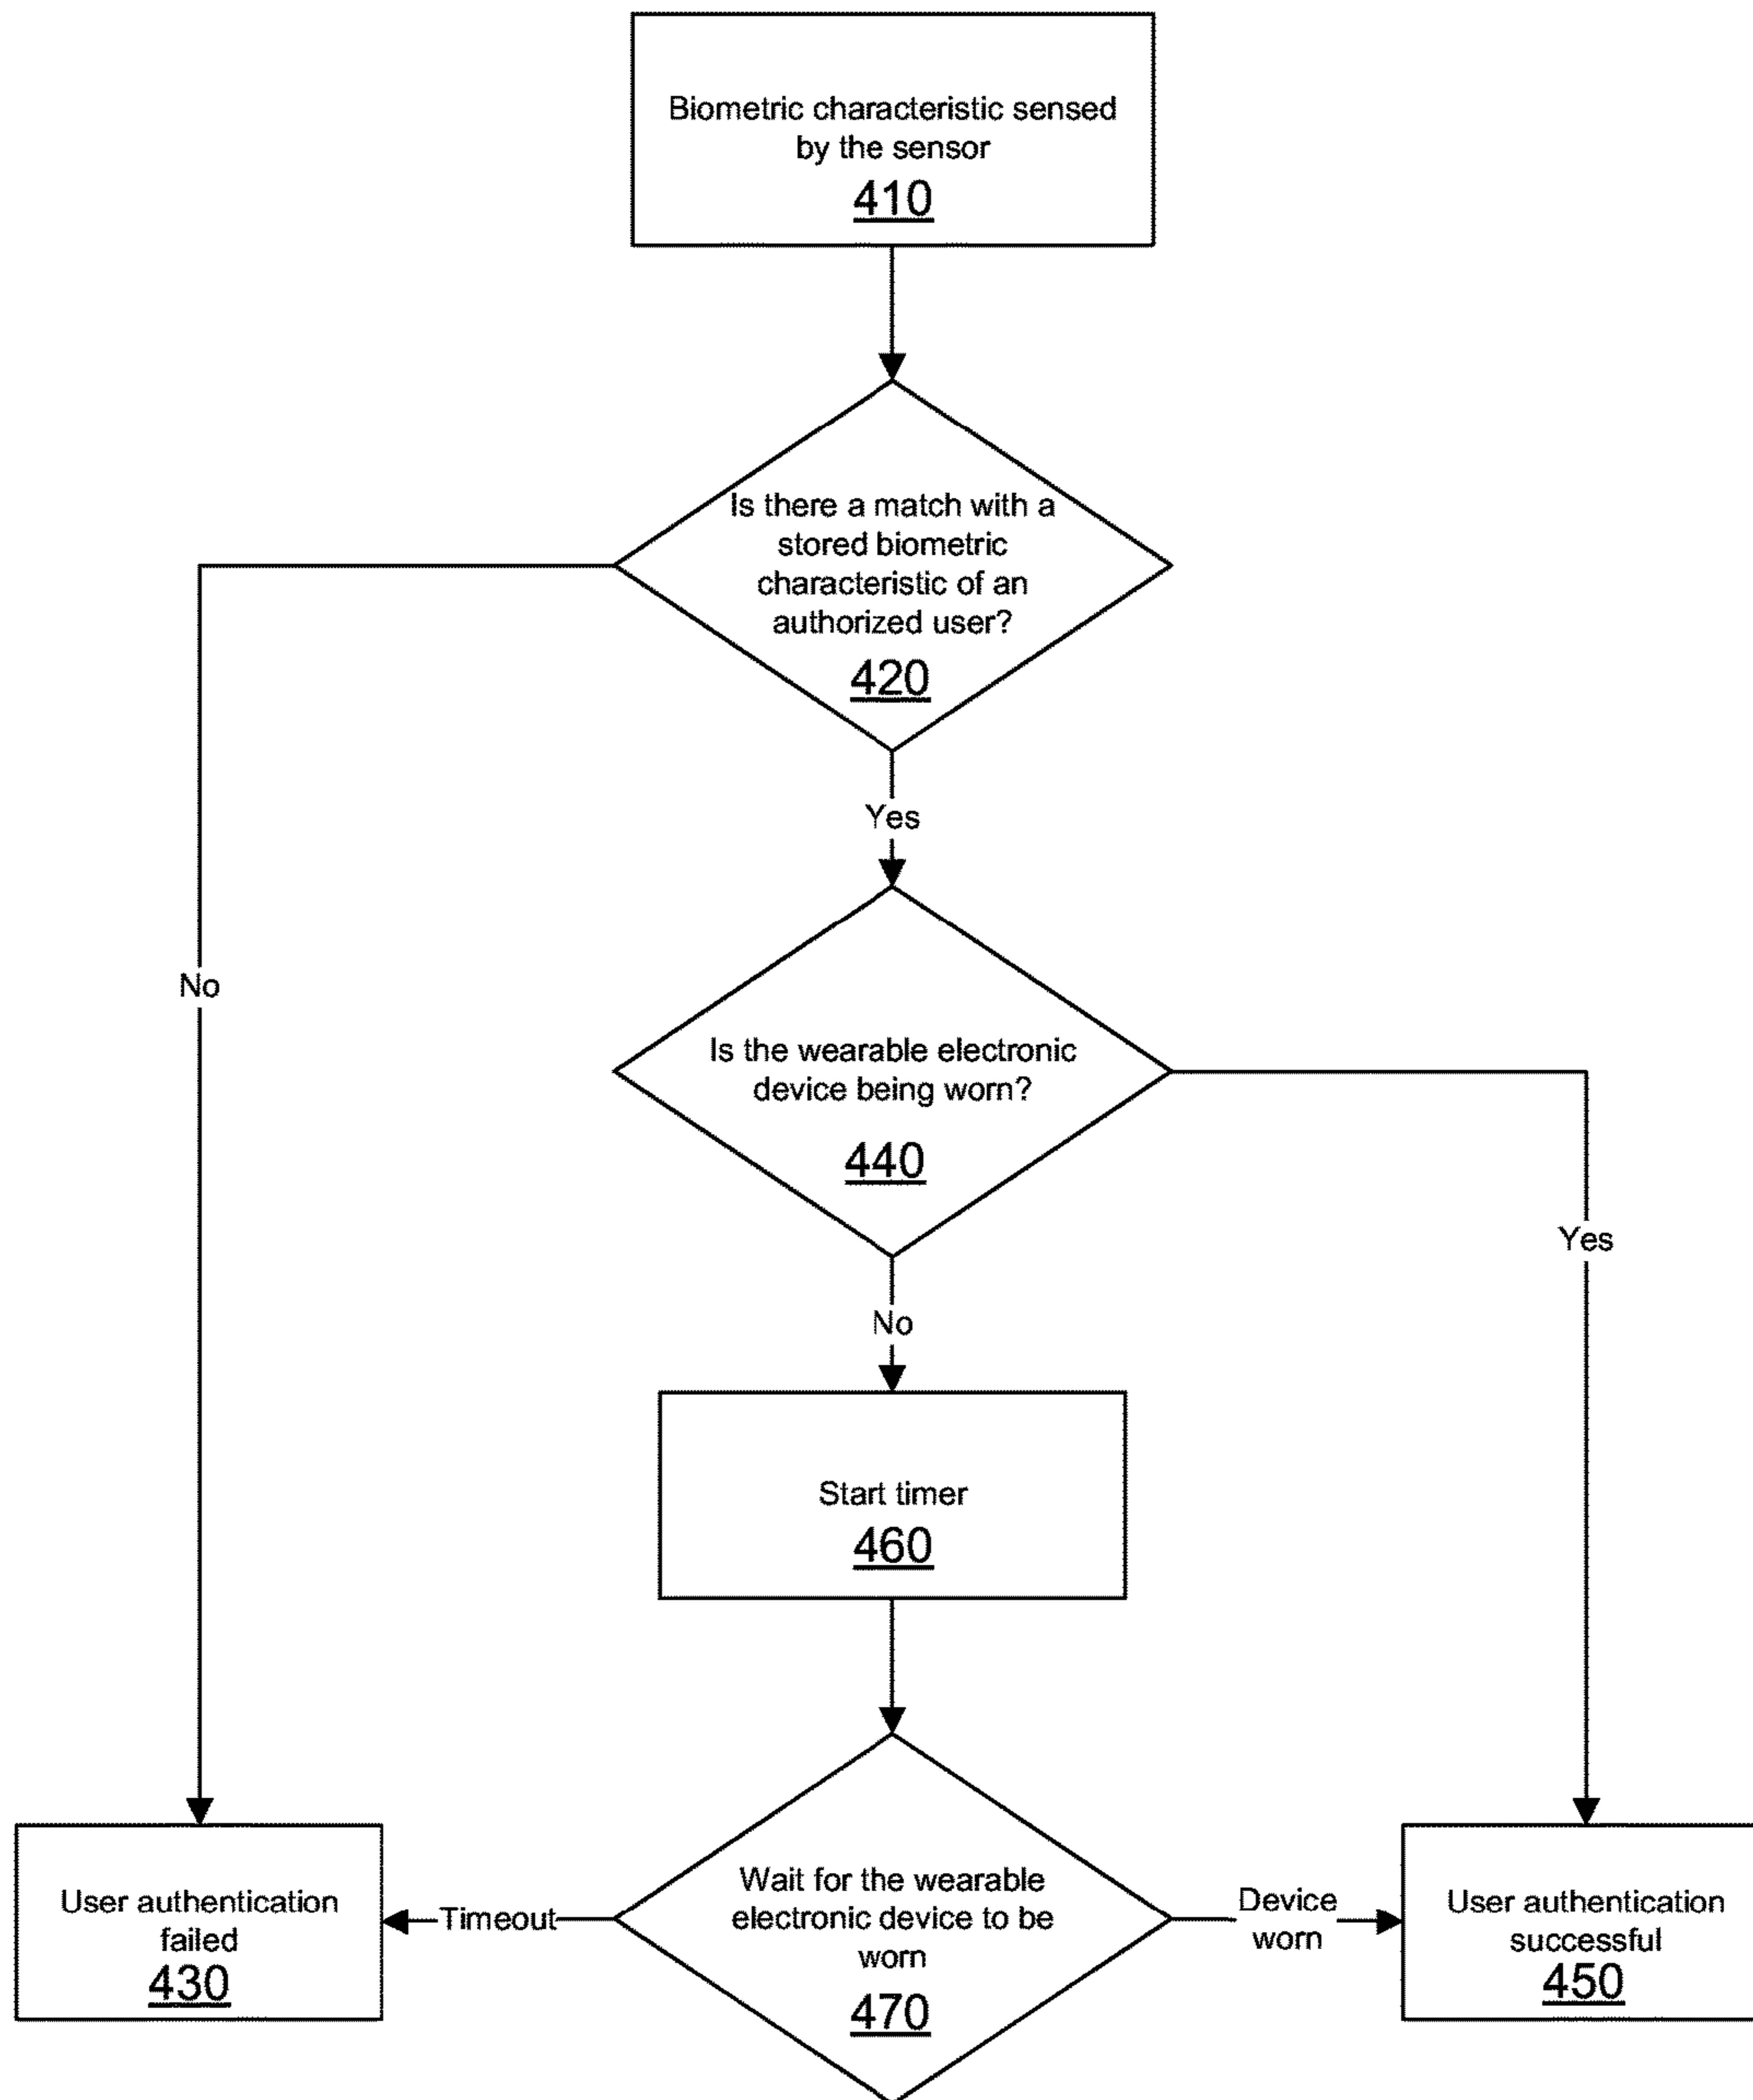 Biometric characteristic sensed
by the sensor
410
Is there a match with a
stored biometric
characteristic of an
authorized user?
420
Yes
No
Is the wearable electronic
device being worn?
440
Yes
No
Start timer
460
User authentication
failed
430
Timeout
Wait for the wearable
electronic device to be
worn
470
Device
worn
User authentication
successful
450